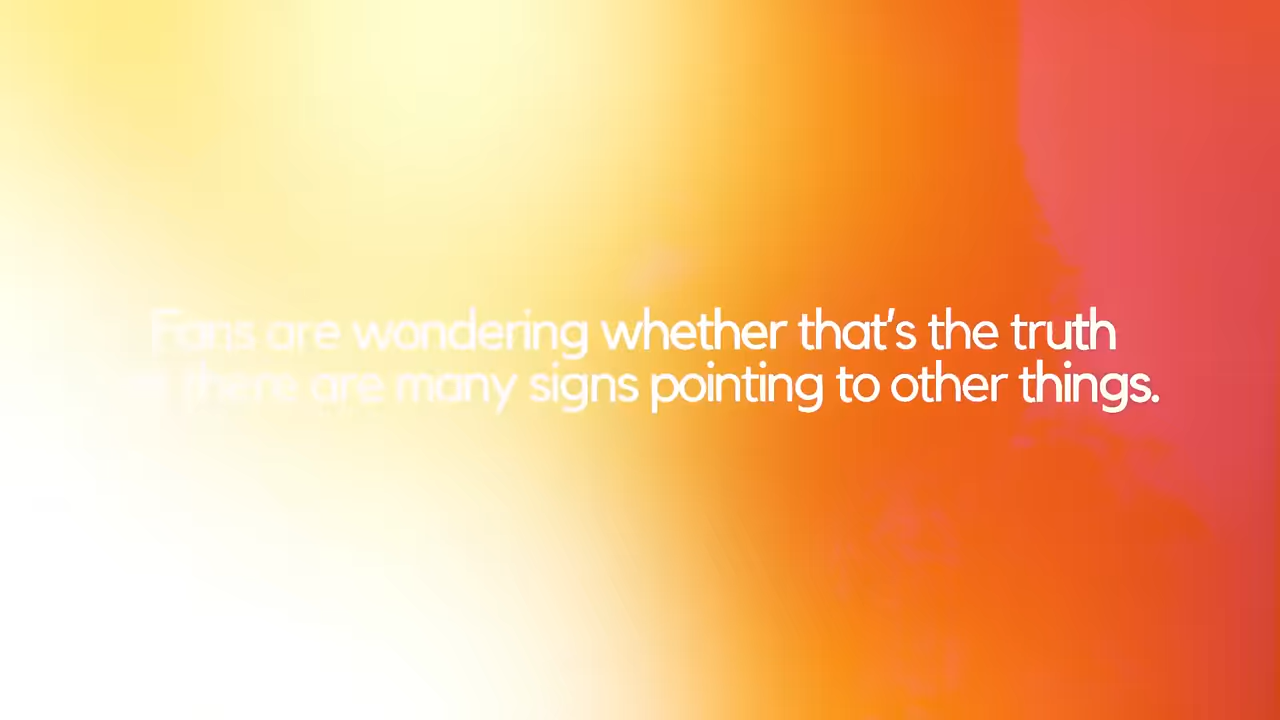 Fans are wondering whether that's the truth
there are many signs pointing to other things.